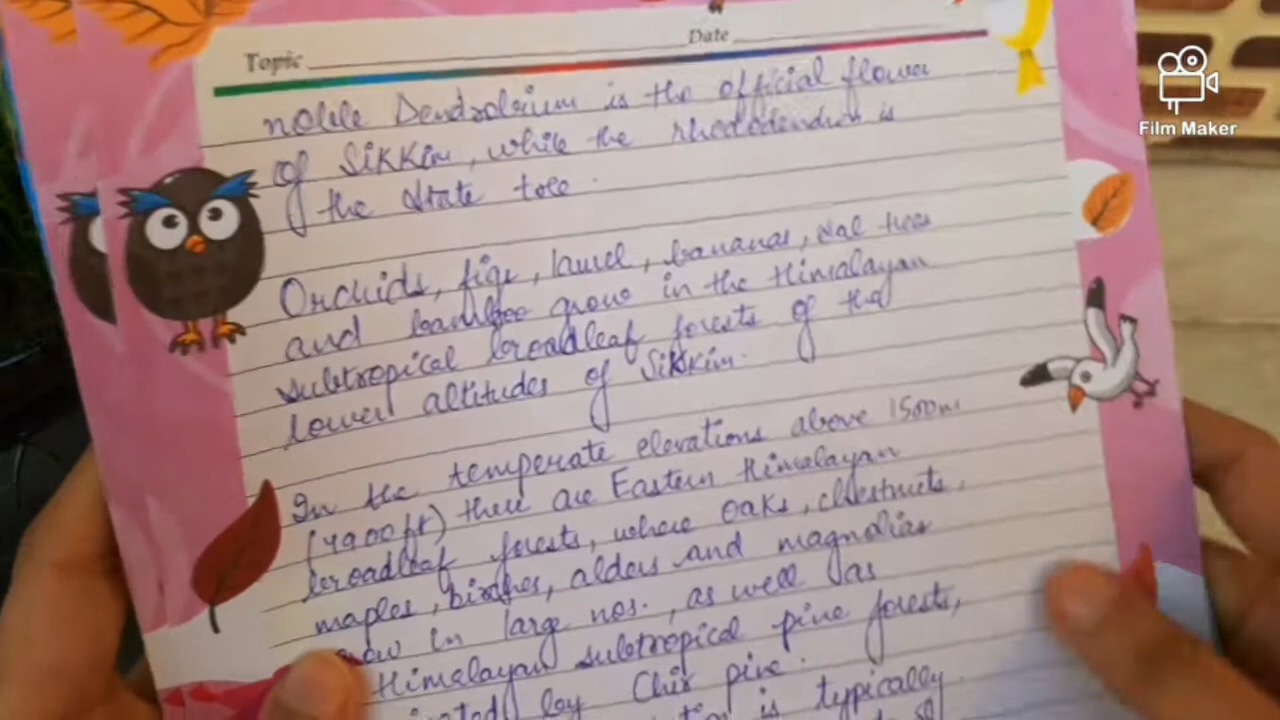 Topic Date
Film Maker
noble Dendrobium is the official flower
of Sikkim, while the rhododendron is
the state tree.
Orchids, figs, laurel, bananas, sal trees
and bamboo grow in the Himalayan
subtropical broadleaf forests of the
lower altitudes of Sikkim.
In the temperate elevations above 1500m
(4900ft) there are Eastern Himalayan
broadleaf forests, where oaks, chestnuts,
maples, birches, alders and magnolias
grow in large nos., as well as
Himalayan subtropical pine forests,
by Chir pine.
is typically